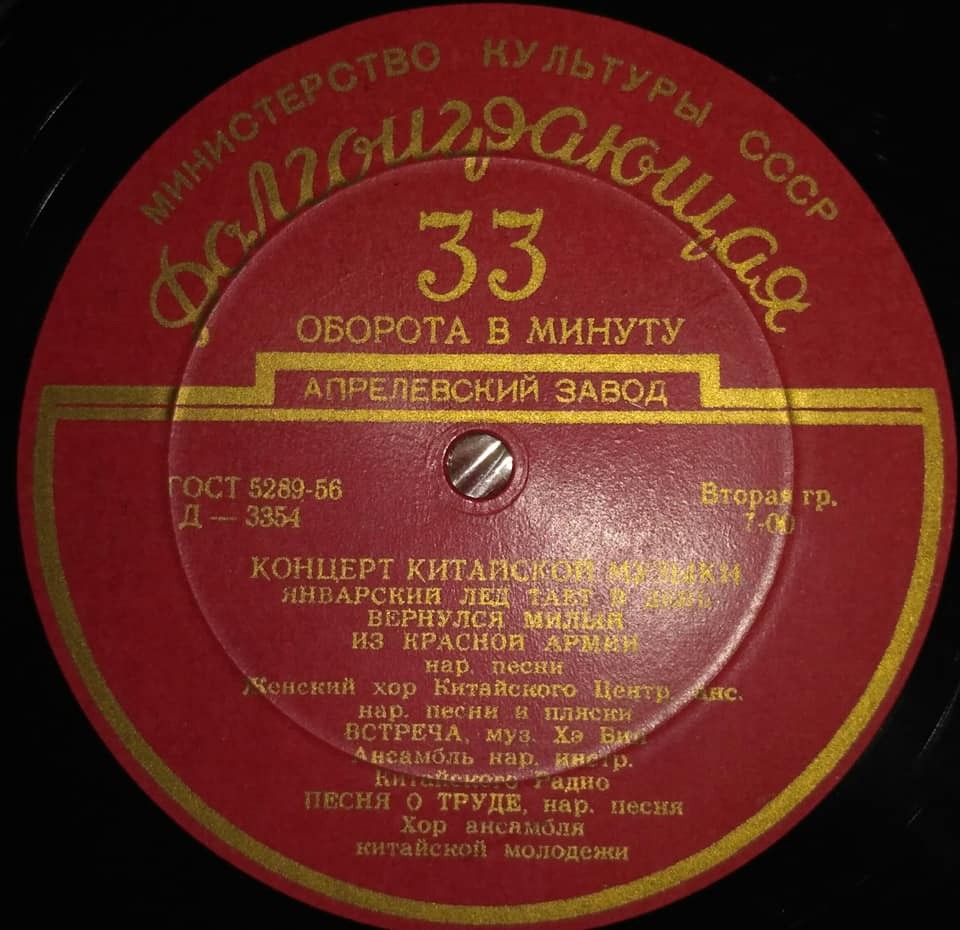 МИНИСТЕРСТВО КУЛЬТУРЫ СССР
Долгоиграющая
33
ОБОРОТА В МИНУТУ
АПРЕЛЕВСКИЙ ЗАВОД
ГОСТ 5289-56
Д — 3354
Вторая гр.
7-00
КОНЦЕРТ КИТАЙСКОЙ МУЗЫКИ
ЯНВАРСКИЙ ЛЕД ТАЕТ В ДЕНЬ,
ВЕРНУЛСЯ МИЛЫЙ
ИЗ КРАСНОЙ АРМИИ
нар. песни
Женский хор Китайского Центр. анс.
нар. песни и пляски
ВСТРЕЧА, муз. Хэ
Ансамбль нар. инстр.
Китайского Радио
ПЕСНЯ О ТРУДЕ, нар. песня
Хор ансамбля
китайской молодежи